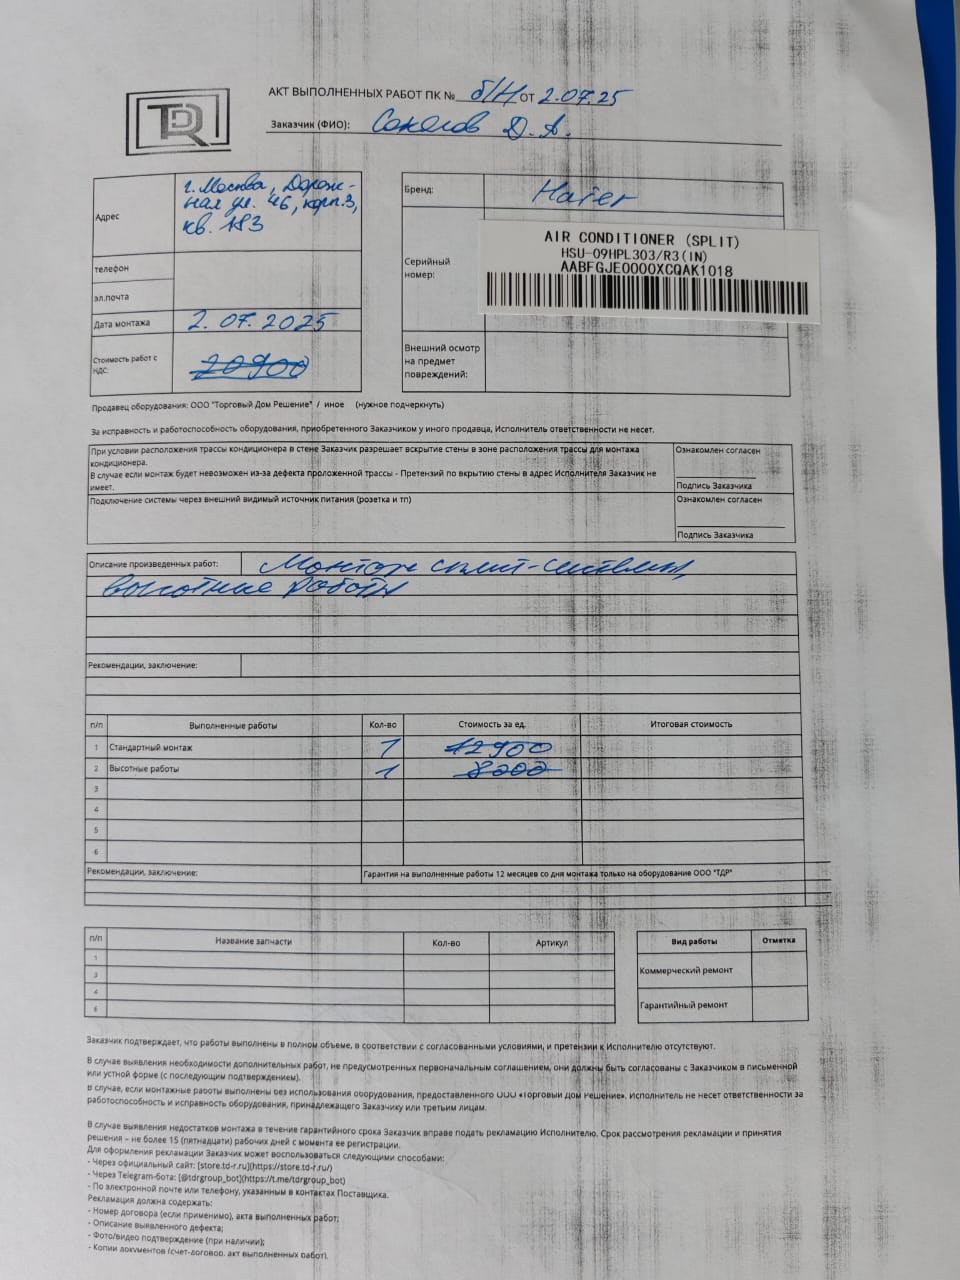 TDR
АКТ ВЫПОЛНЕННЫХ РАБОТ ПК № б/н от 2.07.25
Заказчик (ФИО): Соколов Д. А.
Адрес
г. Москва, Дорож-
ная ул. 46, корп.3,
кв. 183
телефон
эл.почта
Дата монтажа 2.07.2025
Стоимость работ с НДС: 20900
Бренд: Haier
Серийный номер:
AIR CONDITIONER (SPLIT)
HSU-09HPL303/R3(IN)
AABFGJE0000XCQAK1018
Внешний осмотр
на предмет
повреждений:
Продавец оборудования: ООО "Торговый Дом Решение" / иное (нужное подчеркнуть)
За исправность и работоспособность оборудования, приобретенного Заказчиком у иного продавца, Исполнитель ответственности не несет.
При условии расположения трассы кондиционера в стене Заказчик разрешает вскрытие стены в зоне расположения трассы для монтажа
кондиционера.
В случае если монтаж будет невозможен из-за дефекта проложенной трассы - Претензий по вкрытию стены в адрес Исполнителя Заказчик не
имеет.
Ознакомлен согласен
Подпись Заказчика
Подключение системы через внешний видимый источник питания (розетка и тп)
Ознакомлен согласен
Подпись Заказчика
Описание произведенных работ: Монтаж сплит-системы,
высотные работы
Рекомендации, заключение:
п/п Выполненные работы Кол-во Стоимость за ед. Итоговая стоимость
1 Стандартный монтаж 1 12900
2 Высотные работы 1 8000
3
4
5
6
Рекомендации, заключение: Гарантия на выполненные работы 12 месяцев со дня монтажа только на оборудование ООО "ТДР"
п/п Название запчасти Кол-во Артикул
1
3
4
6
Вид работы Отметка
Коммерческий ремонт
Гарантийный ремонт
Заказчик подтверждает, что работы выполнены в полном объеме, в соответствии с согласованными условиями, и претензии к Исполнителю отсутствуют.
В случае выявления необходимости дополнительных работ, не предусмотренных первоначальным соглашением, они должны быть согласованы с Заказчиком в письменной
или устной форме (с последующим подтверждением).
В случае, если монтажные работы выполнены без использования оборудования, предоставленного ООО «Торговый Дом Решение», Исполнитель не несет ответственности за
работоспособность и исправность оборудования, принадлежащего Заказчику или третьим лицам.
В случае выявления недостатков монтажа в течение гарантийного срока Заказчик вправе подать рекламацию Исполнителю. Срок рассмотрения рекламации и принятия
решения – не более 15 (пятнадцати) рабочих дней с момента ее регистрации.
Для оформления рекламации Заказчик может воспользоваться следующими способами:
- Через официальный сайт: [store.td-r.ru](https://store.td-r.ru/)
- Через Telegram-бота: [@tdrgroup_bot](https://t.me/tdrgroup_bot)
- По электронной почте или телефону, указанным в контактах Поставщика.
Рекламация должна содержать:
- Номер договора (если применимо), акта выполненных работ;
- Описание выявленного дефекта;
- Фото/видео подтверждение (при наличии);
- Копии документов (счет-договор, акт выполненных работ).